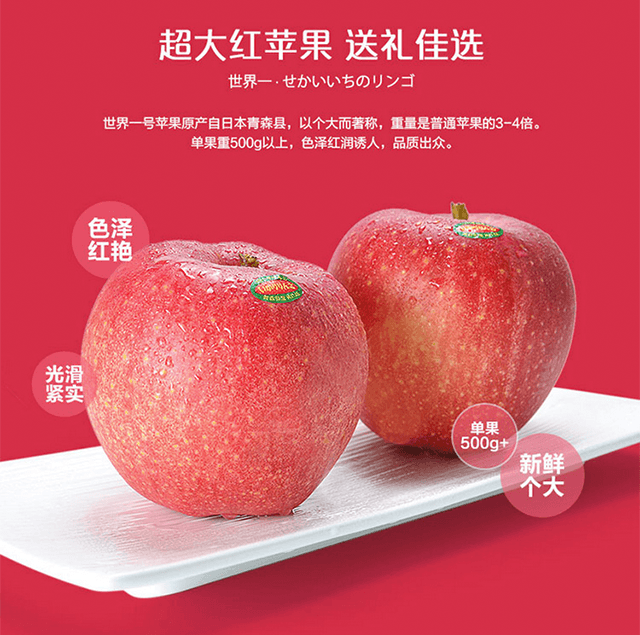 超大红苹果 送礼佳选
世界一·せかいいちのリンゴ
世界一号苹果原产自日本青森县,以个大而著称,重量是普通苹果的3-4倍。
单果重500g以上,色泽红润诱人,品质出众。
色泽
红艳
光滑
紧实
单果
500g+
新鲜
个大